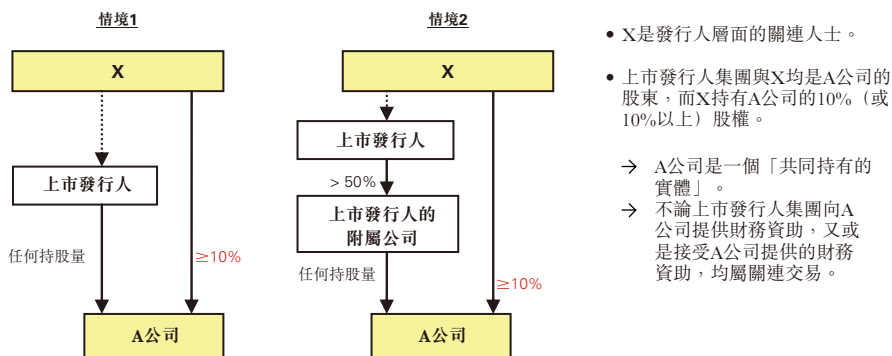 情境1
X
上市發行人
任何持股量
≥10%
A公司
情境2
X
上市發行人
> 50%
上市發行人的
附屬公司
任何持股量
≥10%
A公司
• X是發行人層面的關連人士。
• 上市發行人集團與X均是A公司的
股東，而X持有A公司的10%（或
10%以上）股權。
→ A公司是一個「共同持有的
實體」。
→ 不論上市發行人集團向A
公司提供財務資助，又或
是接受A公司提供的財務
資助，均屬關連交易。